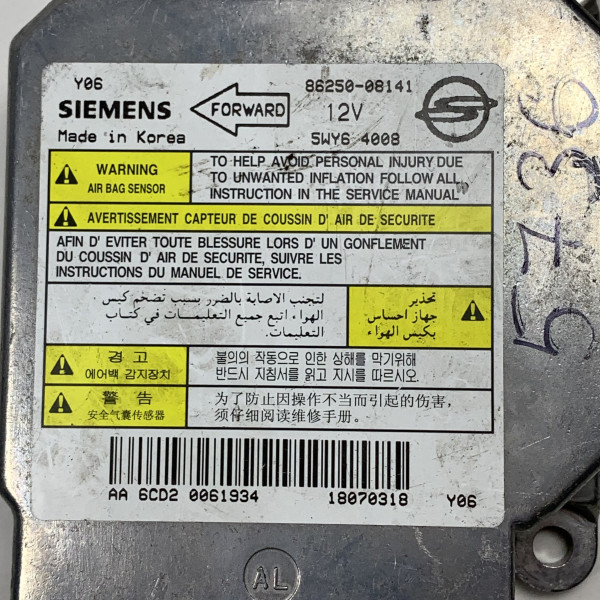 Y06
86250-08141
SIEMENS
FORWARD
12V
Made in Korea
5WY6 4008
WARNING
AIR BAG SENSOR
TO HELP AVOID PERSONAL INJURY DUE
TO UNWANTED INFLATION FOLLOW ALL
INSTRUCTION IN THE SERVICE MANUAL
AVERTISSEMENT CAPTEUR DE COUSSIN D' AIR DE SECURITE
AFIN D' EVITER TOUTE BLESSURE LORS D' UN GONFLEMENT
DU COUSSIN D' AIR DE SECURITE, SUIVRE LES
INSTRUCTIONS DU MANUEL DE SERVICE.
لتجنب الاصابة بالضرر بسبب تضخم كيس
الهواء اتبع جميع التعليمات في كتاب
التعليمات.
تحذير
جهاز احساس
بكيس الهواء
경 고
에어백 감지장치
불의의 작동으로 인한 상해를 막기위해
반드시 지침서를 읽고 지시를 따르시오.
警 告
安全气囊传感器
为了防止因操作不当而引起的伤害,
须仔细阅读维修手册.
AA 6CD2 0061934
18070318
Y06
AL
57-36